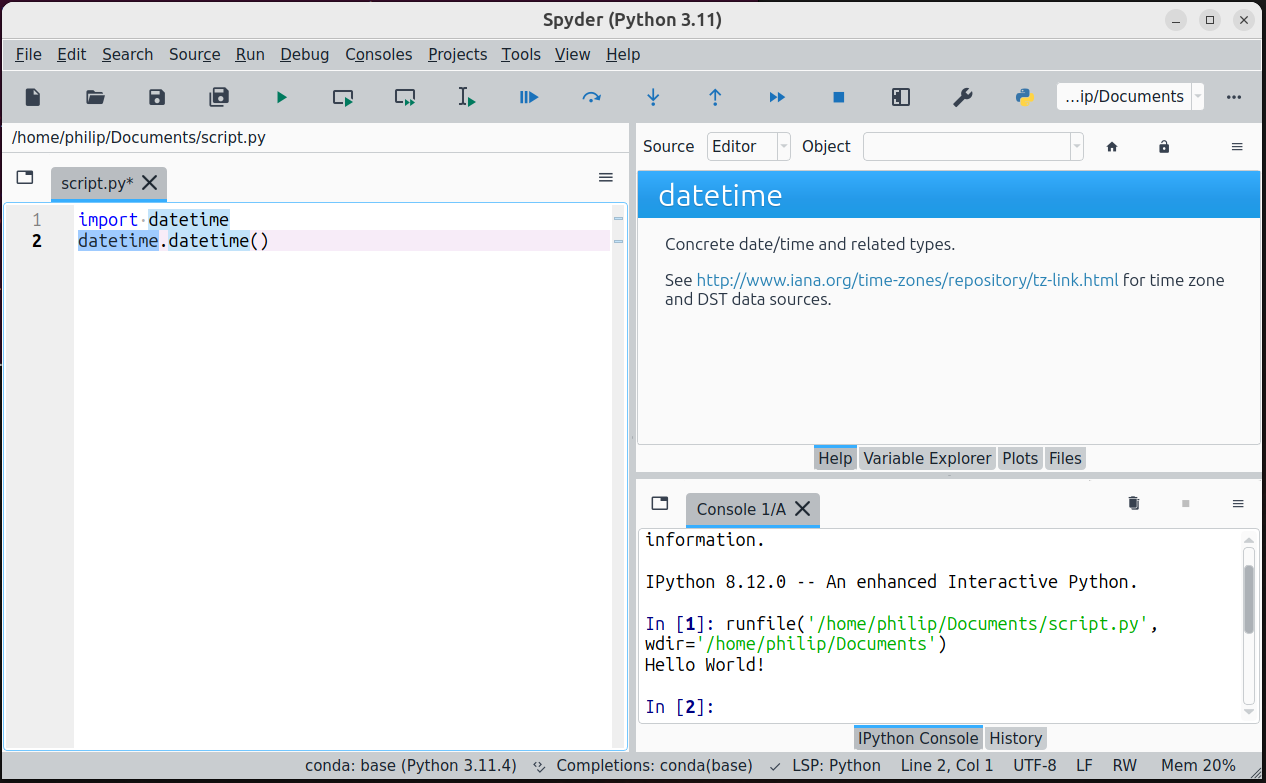 Spyder (Python 3.11)
File Edit Search Source Run Debug Consoles Projects Tools View Help
...ip/Documents
/home/philip/Documents/script.py
script.py*
1 import datetime
2 datetime.datetime()
Source Editor Object
datetime
Concrete date/time and related types.
See http://www.iana.org/time-zones/repository/tz-link.html for time zone
and DST data sources.
Help Variable Explorer Plots Files
Console 1/A
information.
IPython 8.12.0 -- An enhanced Interactive Python.
In [1]: runfile('/home/philip/Documents/script.py',
wdir='/home/philip/Documents')
Hello World!
In [2]:
IPython Console History
conda: base (Python 3.11.4) Completions: conda(base) LSP: Python Line 2, Col 1 UTF-8 LF RW Mem 20%